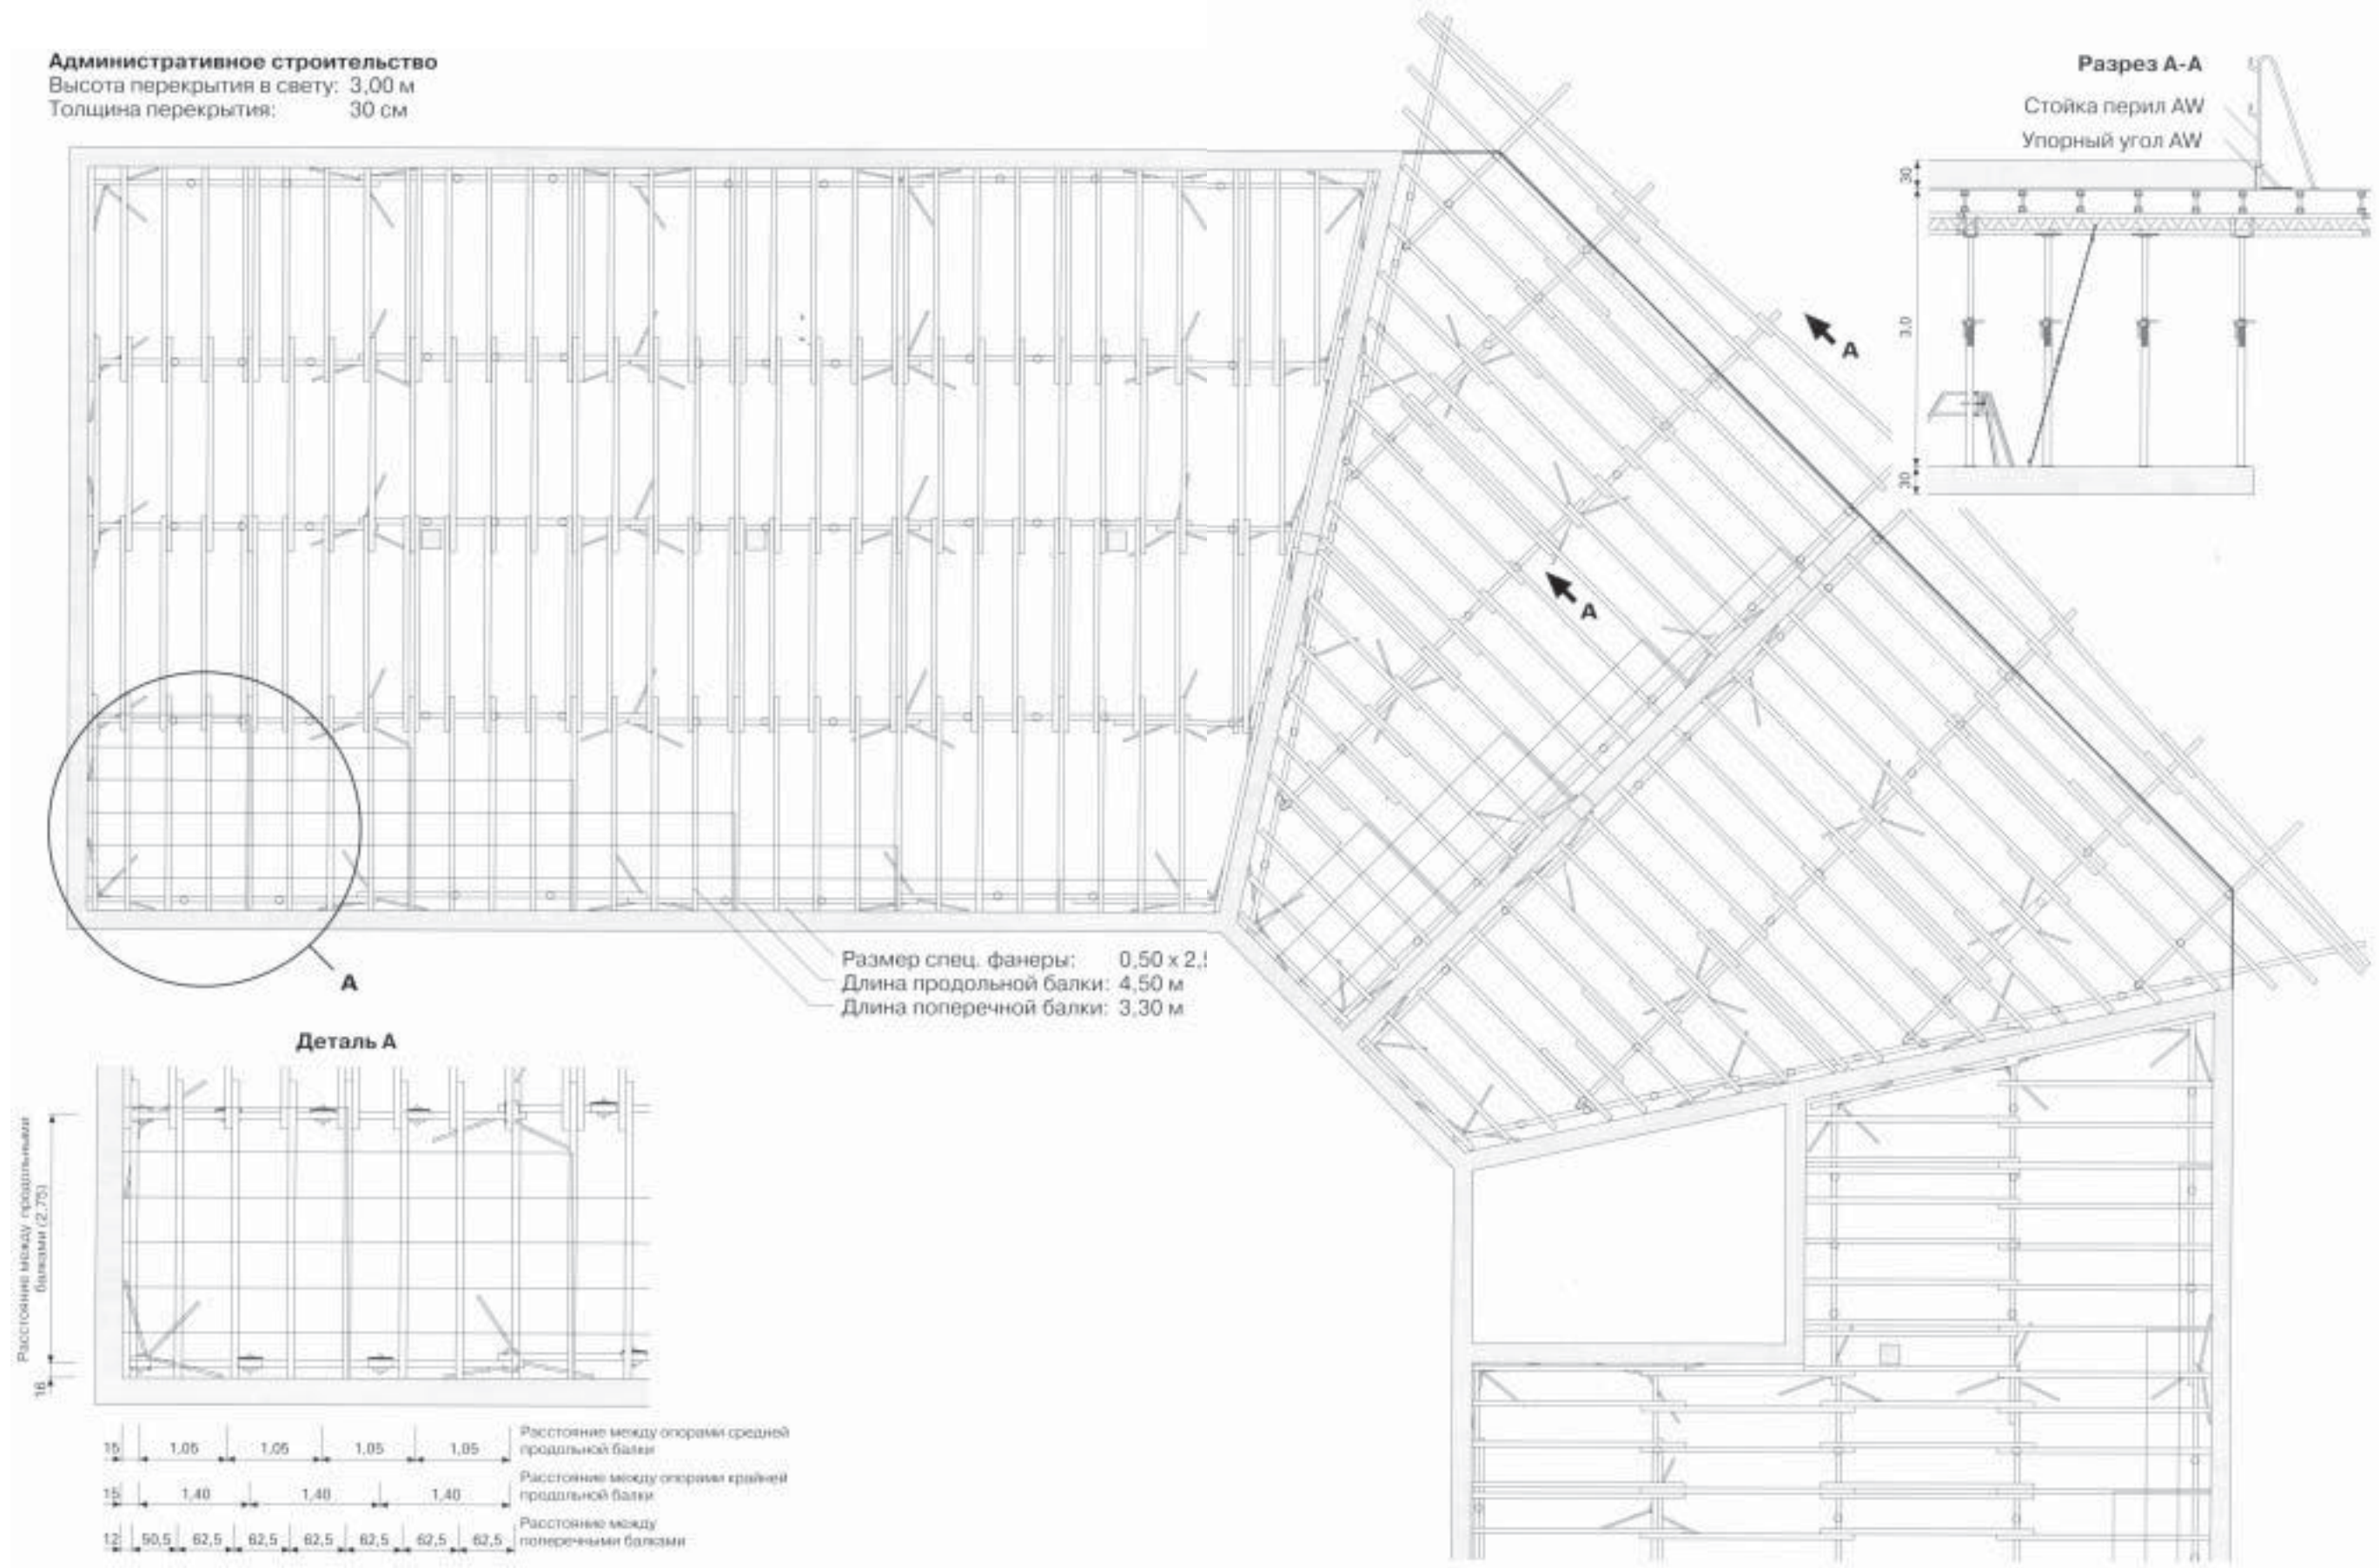 Административное строительство
Высота перекрытия в свету: 3,00 м
Толщина перекрытия: 30 см
Разрез А-А
Стойка перил AW
Упорный угол AW
30
3,0
30
А
А
Размер спец. фанеры: 0,50 x 2,5
Длина продольной балки: 4,50 м
Длина поперечной балки: 3,30 м
А
Деталь А
Расстояние между продольными
балками (2,75)
16
15 1,05 1,05 1,05 1,05
Расстояние между опорами средней
продольной балки
15 1,40 1,40 1,40
Расстояние между опорами крайней
продольной балки
12 50,5 62,5 62,5 62,5 62,5 62,5 62,5
Расстояние между
поперечными балками